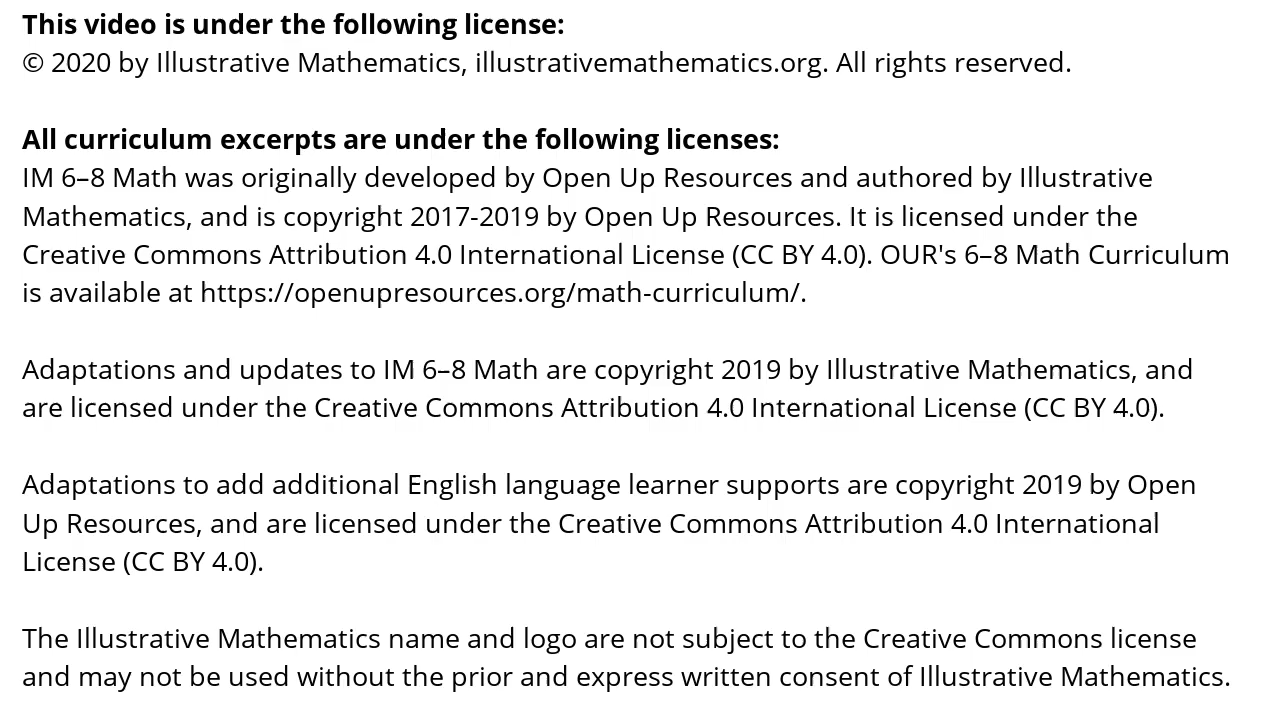 This video is under the following license:
© 2020 by Illustrative Mathematics, illustrativemathematics.org. All rights reserved.
All curriculum excerpts are under the following licenses:
IM 6–8 Math was originally developed by Open Up Resources and authored by Illustrative
Mathematics, and is copyright 2017-2019 by Open Up Resources. It is licensed under the
Creative Commons Attribution 4.0 International License (CC BY 4.0). OUR's 6–8 Math Curriculum
is available at https://openupresources.org/math-curriculum/.
Adaptations and updates to IM 6–8 Math are copyright 2019 by Illustrative Mathematics, and
are licensed under the Creative Commons Attribution 4.0 International License (CC BY 4.0).
Adaptations to add additional English language learner supports are copyright 2019 by Open
Up Resources, and are licensed under the Creative Commons Attribution 4.0 International
License (CC BY 4.0).
The Illustrative Mathematics name and logo are not subject to the Creative Commons license
and may not be used without the prior and express written consent of Illustrative Mathematics.